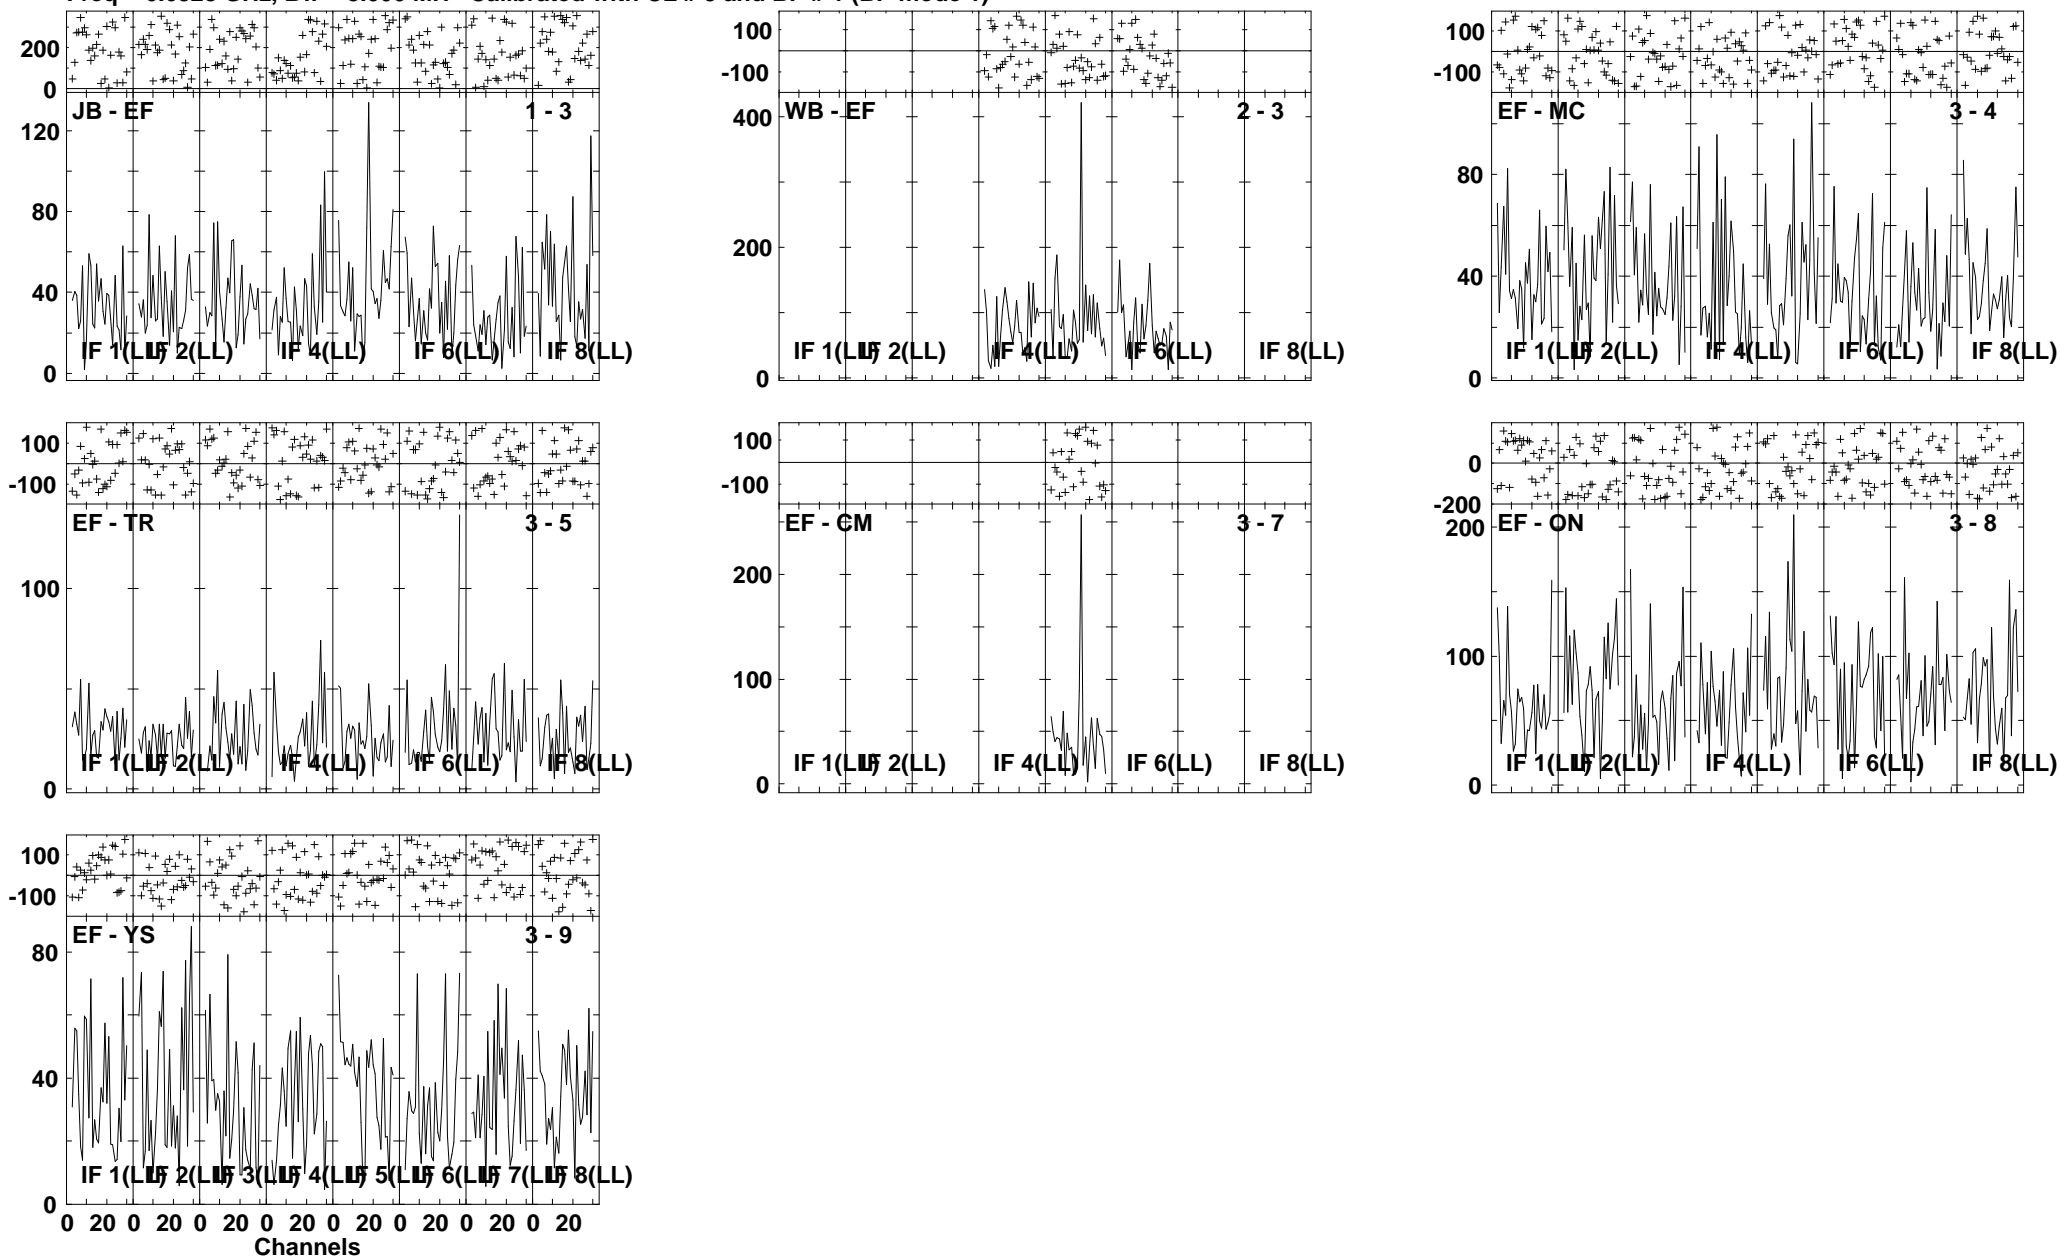 200
0
JB - EF
1 - 3
120
80
40
0
IF 1(LL) IF 2(LL) IF 4(LL) IF 6(LL) IF 8(LL)
100
-100
WB - EF
2 - 3
400
200
0
IF 1(LL) IF 2(LL) IF 4(LL) IF 6(LL) IF 8(LL)
100
-100
EF - MC
3 - 4
80
40
0
IF 1(LL) IF 2(LL) IF 4(LL) IF 6(LL) IF 8(LL)
100
-100
EF - TR
3 - 5
100
0
IF 1(LL) IF 2(LL) IF 4(LL) IF 6(LL) IF 8(LL)
100
-100
EF - CM
3 - 7
200
100
0
IF 1(LL) IF 2(LL) IF 4(LL) IF 6(LL) IF 8(LL)
0
-200
EF - ON
3 - 8
200
100
0
IF 1(LL) IF 2(LL) IF 4(LL) IF 6(LL) IF 8(LL)
100
-100
EF - YS
3 - 9
80
40
0
IF 1(LL) IF 2(LL) IF 3(LL) IF 4(LL) IF 5(LL) IF 6(LL) IF 7(LL) IF 8(LL)
0 20 0 20 0 20 0 20 0 20 0 20 0 20 0 20
Channels